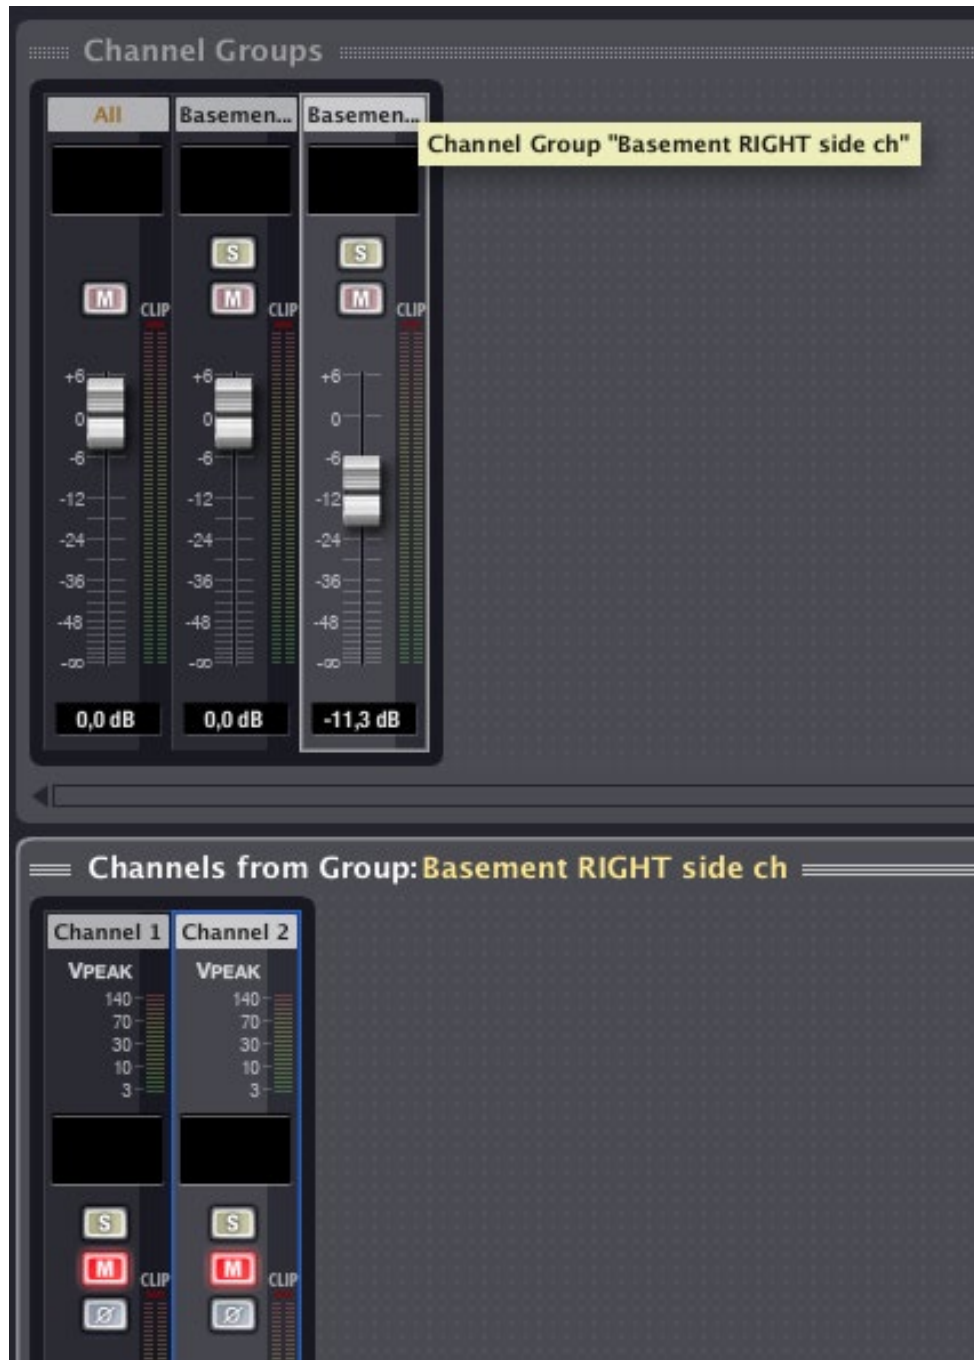 Channel Groups
All Basemen... Basemen...
Channel Group "Basement RIGHT side ch"
S S
M M M
CLIP CLIP CLIP
+6 +6 +6
0 0 0
-6 -6 -6
-12 -12 -12
-24 -24 -24
-36 -36 -36
-48 -48 -48
-∞ -∞ -∞
0,0 dB 0,0 dB -11,3 dB
Channels from Group: Basement RIGHT side ch
Channel 1 Channel 2
VPEAK VPEAK
140 140
70 70
30 30
10 10
3 3
S S
M M
CLIP CLIP
Ø Ø